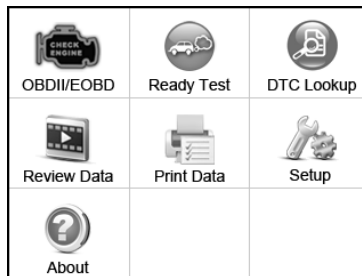 CHECK
ENGINE
OBDII/EOBD
Ready Test
DTC Lookup
Review Data
Print Data
Setup
?
About